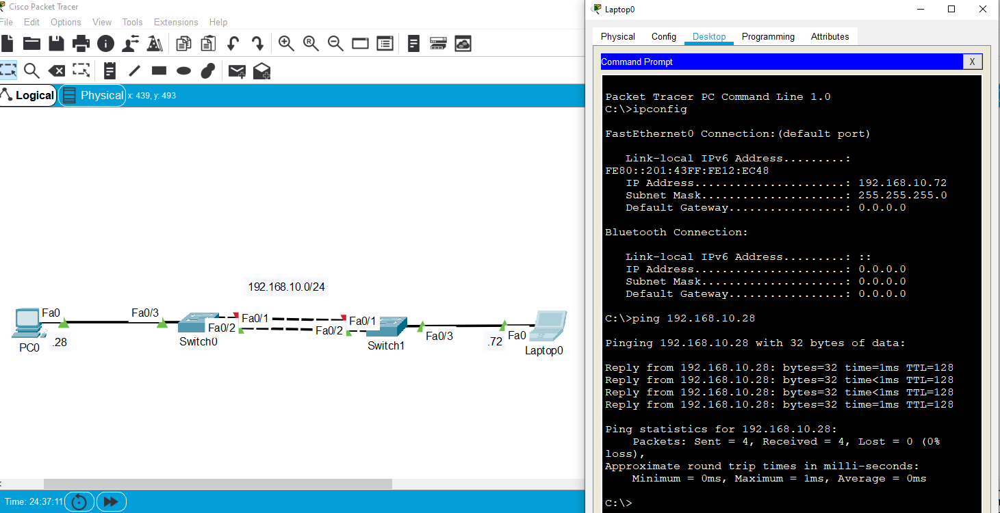 Cisco Packet Tracer
File Edit Options View Tools Extensions Help
Logical
Physical x: 439, y: 493
192.168.10.0/24
Fa0
Fa0/3
Fa0/1
Fa0/2
Fa0/1
Fa0/2
Fa0/3
Fa0
PC0
.28
Switch0
Switch1
.72
Laptop0
Time: 24:37:11
Laptop0
Physical Config Desktop Programming Attributes
Command Prompt
X
Packet Tracer PC Command Line 1.0
C:\>ipconfig
FastEthernet0 Connection:(default port)
Link-local IPv6 Address.........:
FE80::201:43FF:FE12:EC48
IP Address......................: 192.168.10.72
Subnet Mask.....................: 255.255.255.0
Default Gateway.................: 0.0.0.0
Bluetooth Connection:
Link-local IPv6 Address.........: ::
IP Address......................: 0.0.0.0
Subnet Mask.....................: 0.0.0.0
Default Gateway.................: 0.0.0.0
C:\>ping 192.168.10.28
Pinging 192.168.10.28 with 32 bytes of data:
Reply from 192.168.10.28: bytes=32 time=1ms TTL=128
Reply from 192.168.10.28: bytes=32 time<1ms TTL=128
Reply from 192.168.10.28: bytes=32 time<1ms TTL=128
Reply from 192.168.10.28: bytes=32 time=1ms TTL=128
Ping statistics for 192.168.10.28:
Packets: Sent = 4, Received = 4, Lost = 0 (0%
loss),
Approximate round trip times in milli-seconds:
Minimum = 0ms, Maximum = 1ms, Average = 0ms
C:\>